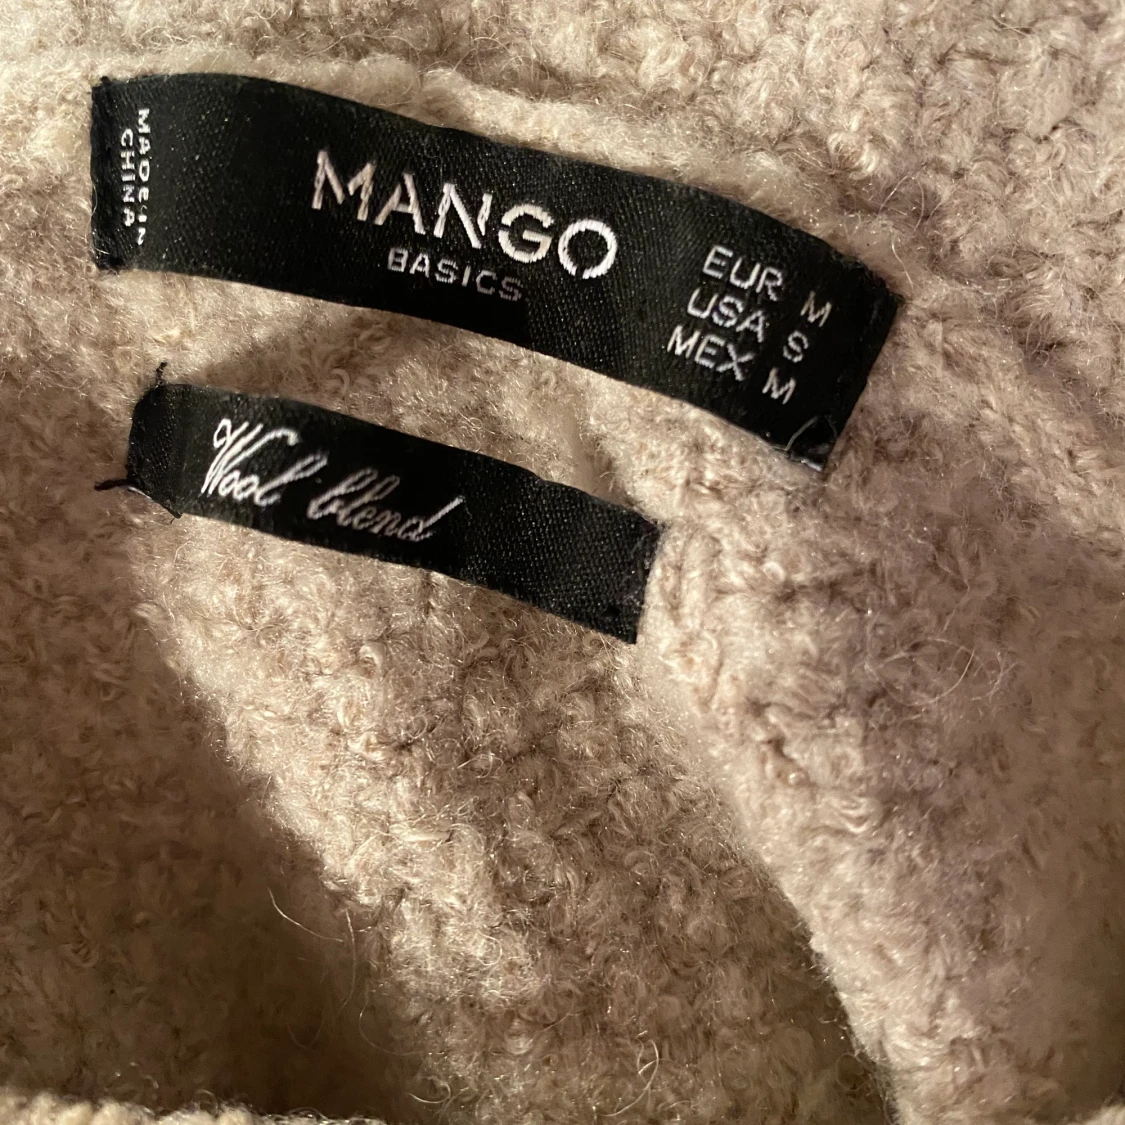 MADE IN
CHINA
MANGO
BASICS
EUR M
USA S
MEX M
Wool blend